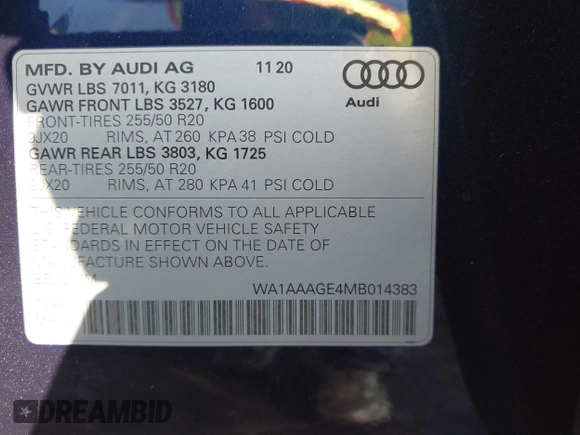 MFD. BY AUDI AG 11 20
GVWR LBS 7011, KG 3180
GAWR FRONT LBS 3527, KG 1600
Audi
FRONT-TIRES 255/50 R20
9JX20 RIMS, AT 260 KPA 38 PSI COLD
GAWR REAR LBS 3803, KG 1725
REAR-TIRES 255/50 R20
9JX20 RIMS, AT 280 KPA 41 PSI COLD
THIS VEHICLE CONFORMS TO ALL APPLICABLE
U.S. FEDERAL MOTOR VEHICLE SAFETY
STANDARDS IN EFFECT ON THE DATE OF
MANUFACTURE SHOWN ABOVE.
WA1AAAGE4MB014383
DREAMBID